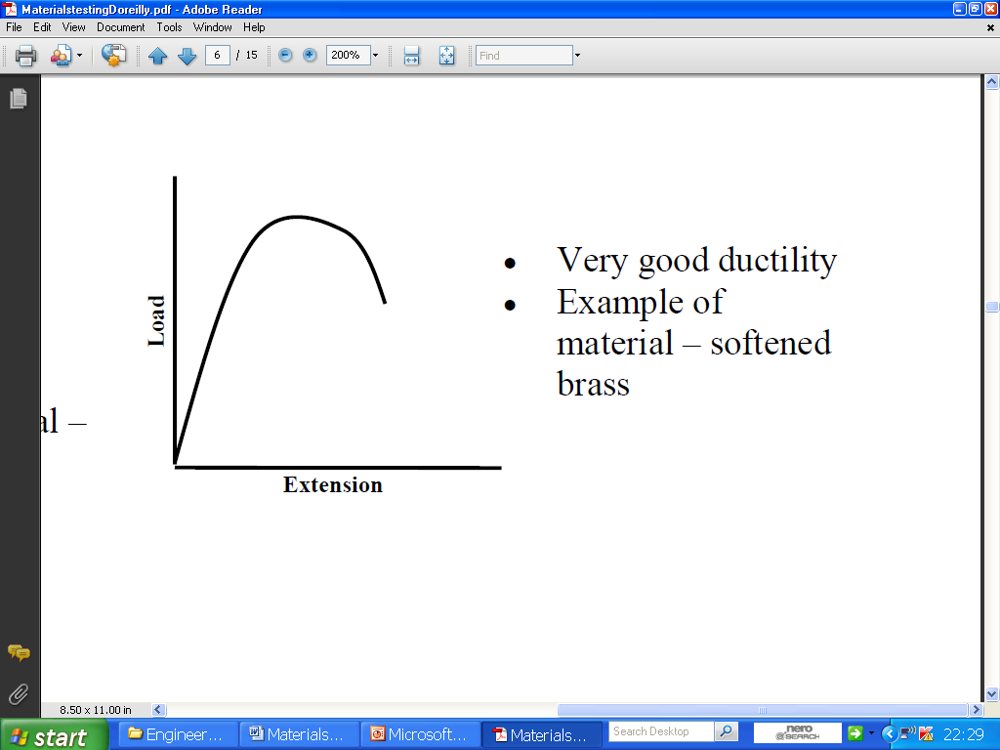 MaterialstestingDoreilly.pdf - Adobe Reader
File Edit View Document Tools Window Help
6 / 15 200% Find
Load
• Very good ductility
• Example of
material – softened
brass
al –
Extension
8.50 x 11.00 in
start Engineer... Materials... Microsoft... Materials... Search Desktop nero @SEARCH 22:29